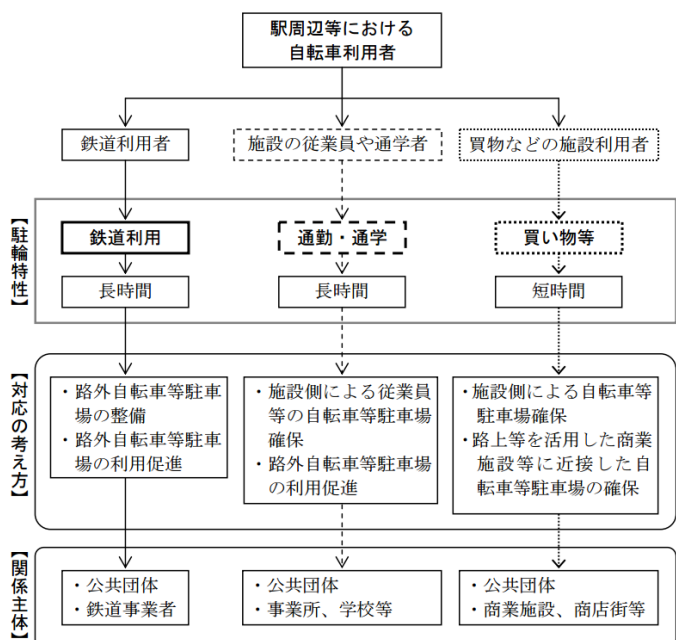 駅周辺等における
自転車利用者
鉄道利用者
施設の従業員や通学者
買物などの施設利用者
【駐輪特性】
鉄道利用
通勤・通学
買い物等
長時間
長時間
短時間
【対応の考え方】
・路外自転車等駐車
場の整備
・路外自転車等駐車
場の利用促進
・施設側による従業員
等の自転車等駐車場
確保
・路外自転車等駐車場
の利用促進
・施設側による自転車等
駐車場確保
・路上等を活用した商業
施設等に近接した自
転車等駐車場の確保
【関係主体】
・公共団体
・鉄道事業者
・公共団体
・事業所、学校等
・公共団体
・商業施設、商店街等